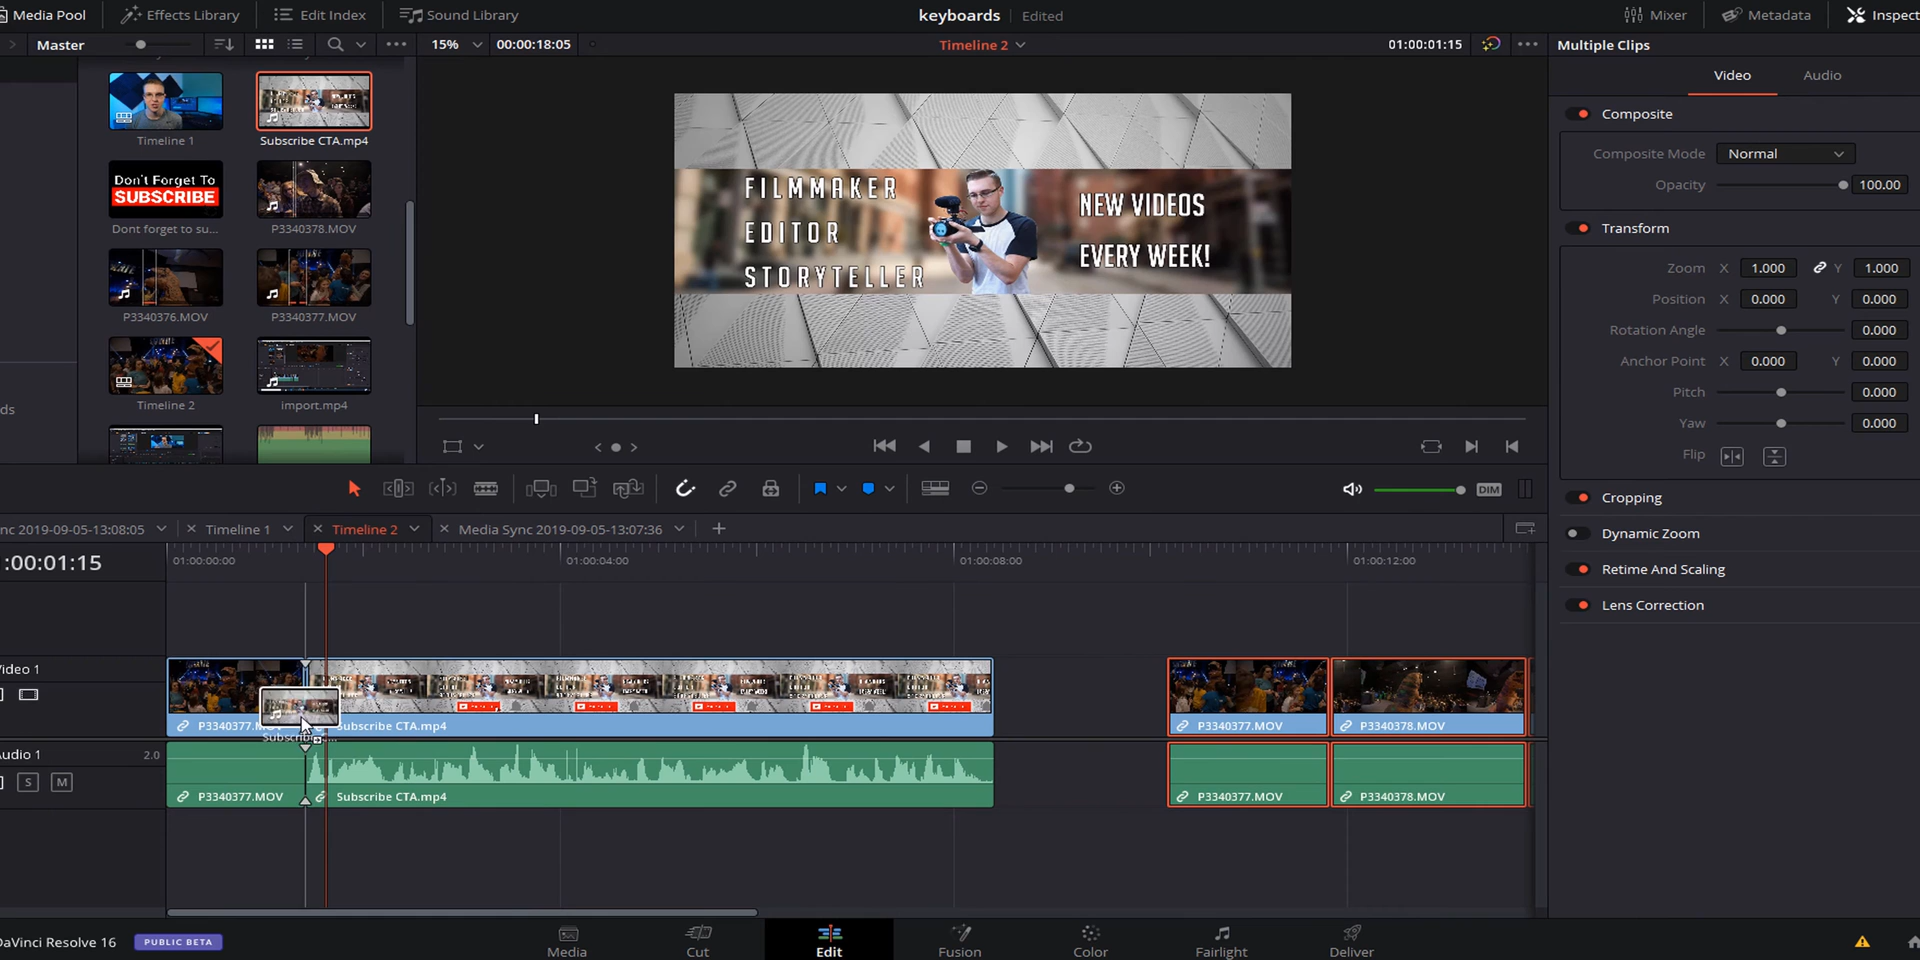 Media Pool
Effects Library
Edit Index
Sound Library
keyboards
Edited
Mixer
Metadata
Inspect
Master
15%
00:00:18:05
Timeline 2
01:00:01:15
Multiple Clips
Video
Audio
Timeline 1
Subscribe CTA.mp4
Don't Forget To
SUBSCRIBE
Dont forget to su...
P3340378.MOV
P3340376.MOV
P3340377.MOV
Timeline 2
import.mp4
ds
FILMMAKER
EDITOR
STORYTELLER
NEW VIDEOS
EVERY WEEK!
Composite
Composite Mode
Normal
Opacity
100.00
Transform
Zoom X 1.000 Y 1.000
Position X 0.000 Y 0.000
Rotation Angle 0.000
Anchor Point X 0.000 Y 0.000
Pitch 0.000
Yaw 0.000
Flip
Cropping
Dynamic Zoom
Retime And Scaling
Lens Correction
DIM
nc 2019-09-05-13:08:05
Timeline 1
Timeline 2
Media Sync 2019-09-05-13:07:36
:00:01:15
01:00:00:00
01:00:04:00
01:00:08:00
01:00:12:00
Video 1
P3340377.M
Subscribe CTA.mp4
P3340377.MOV
P3340378.MOV
Subscrib
Audio 1
2.0
S
M
P3340377.MOV
Subscribe CTA.mp4
P3340377.MOV
P3340378.MOV
DaVinci Resolve 16
PUBLIC BETA
Media
Cut
Edit
Fusion
Color
Fairlight
Deliver